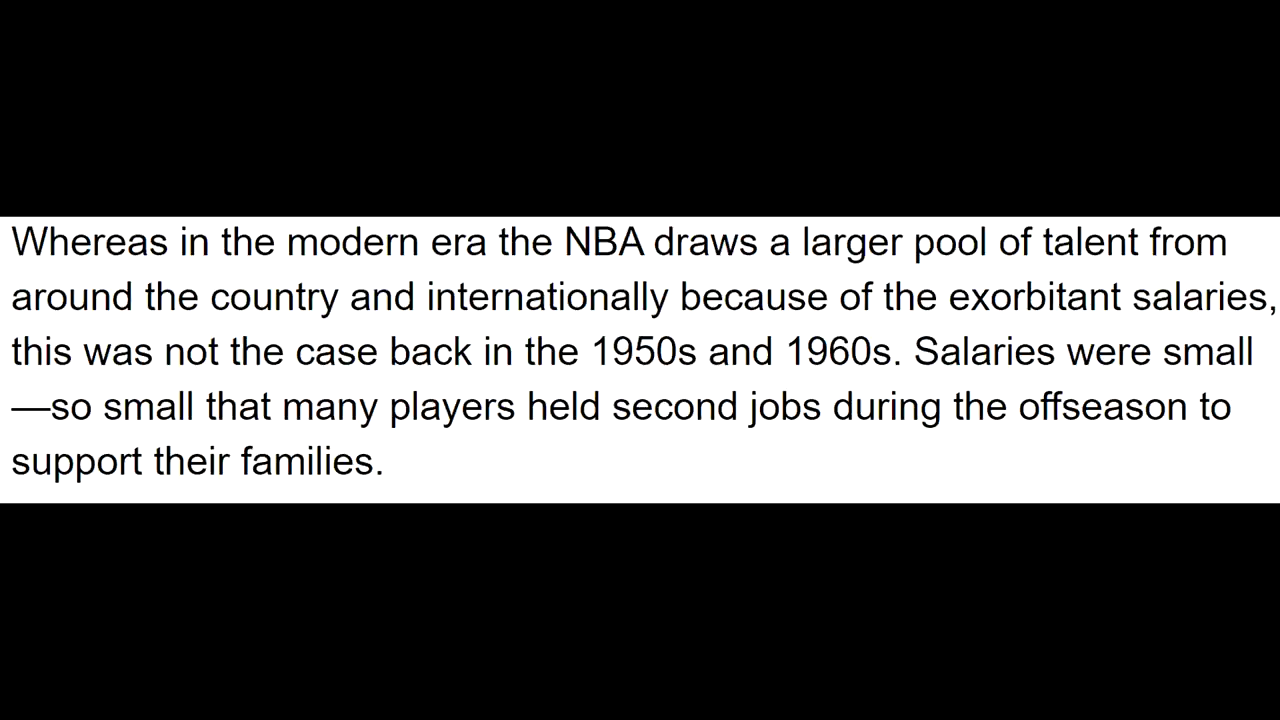 Whereas in the modern era the NBA draws a larger pool of talent from
around the country and internationally because of the exorbitant salaries,
this was not the case back in the 1950s and 1960s. Salaries were small
—so small that many players held second jobs during the offseason to
support their families.